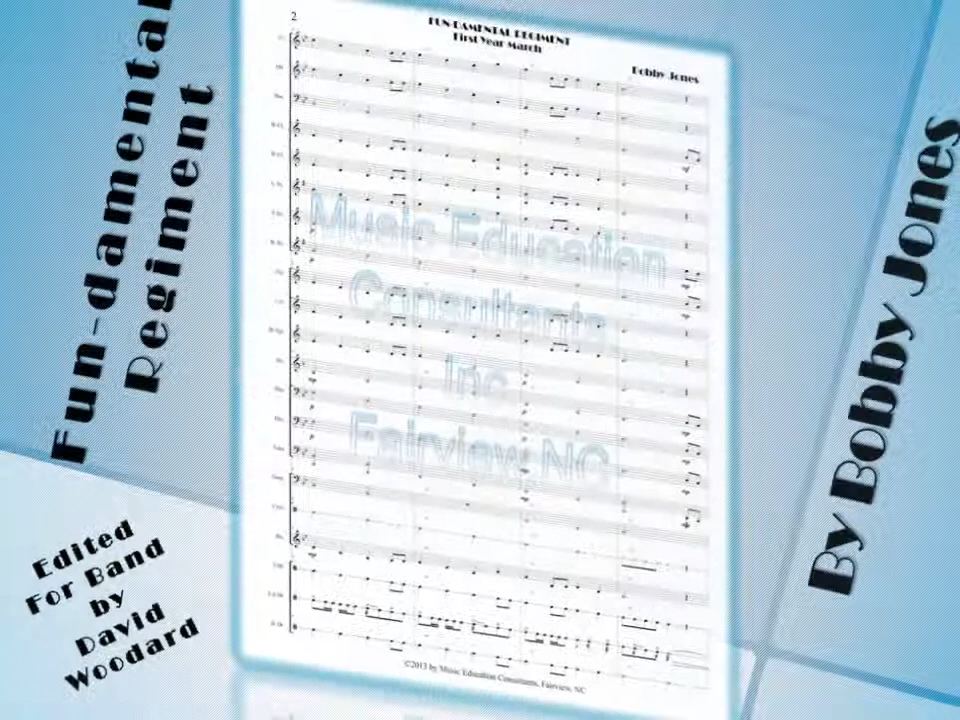 Fun-damental
Regiment
2
FUN-DAMENTAL REGIMENT
First Year March
Bobby Jones
Music Education
Consultants
Inc
Fairview, NC
©2013 by Music Education Consultants, Fairview, NC
By Bobby Jones
Edited
For Band
by
David
Woodard